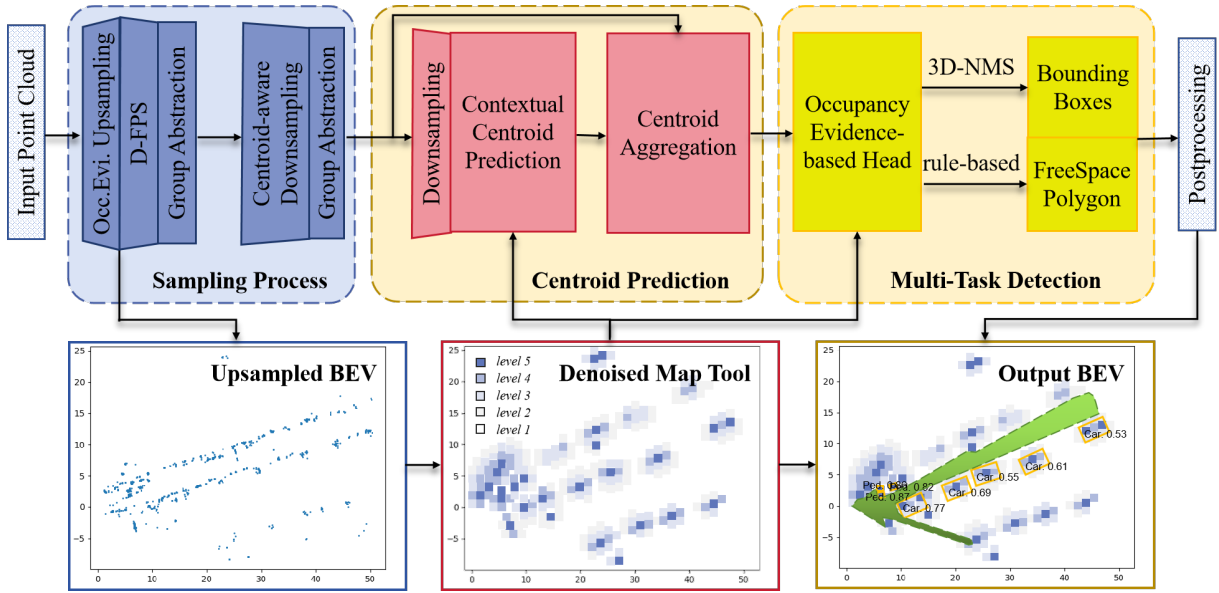 Input Point Cloud
Occ.Evi. Upsampling
D-FPS
Group Abstraction
Centroid-aware
Downsampling
Group Abstraction
Sampling Process
Downsampling
Contextual
Centroid
Prediction
Centroid
Aggregation
Centroid Prediction
Occupancy
Evidence-
based Head
3D-NMS
rule-based
Bounding
Boxes
FreeSpace
Polygon
Multi-Task Detection
Postprocessing
Upsampled BEV
25
20
15
10
5
0
−5
0
10
20
30
40
50
Denoised Map Tool
level 5
level 4
level 3
level 2
level 1
25
20
15
10
5
0
−5
0
10
20
30
40
50
Output BEV
25
20
15
10
5
0
−5
0
10
20
30
40
50
Car. 0.53
Car. 0.61
Car. 0.55
Car. 0.69
Car. 0.77
Ped. 0.82
Ped. 0.87